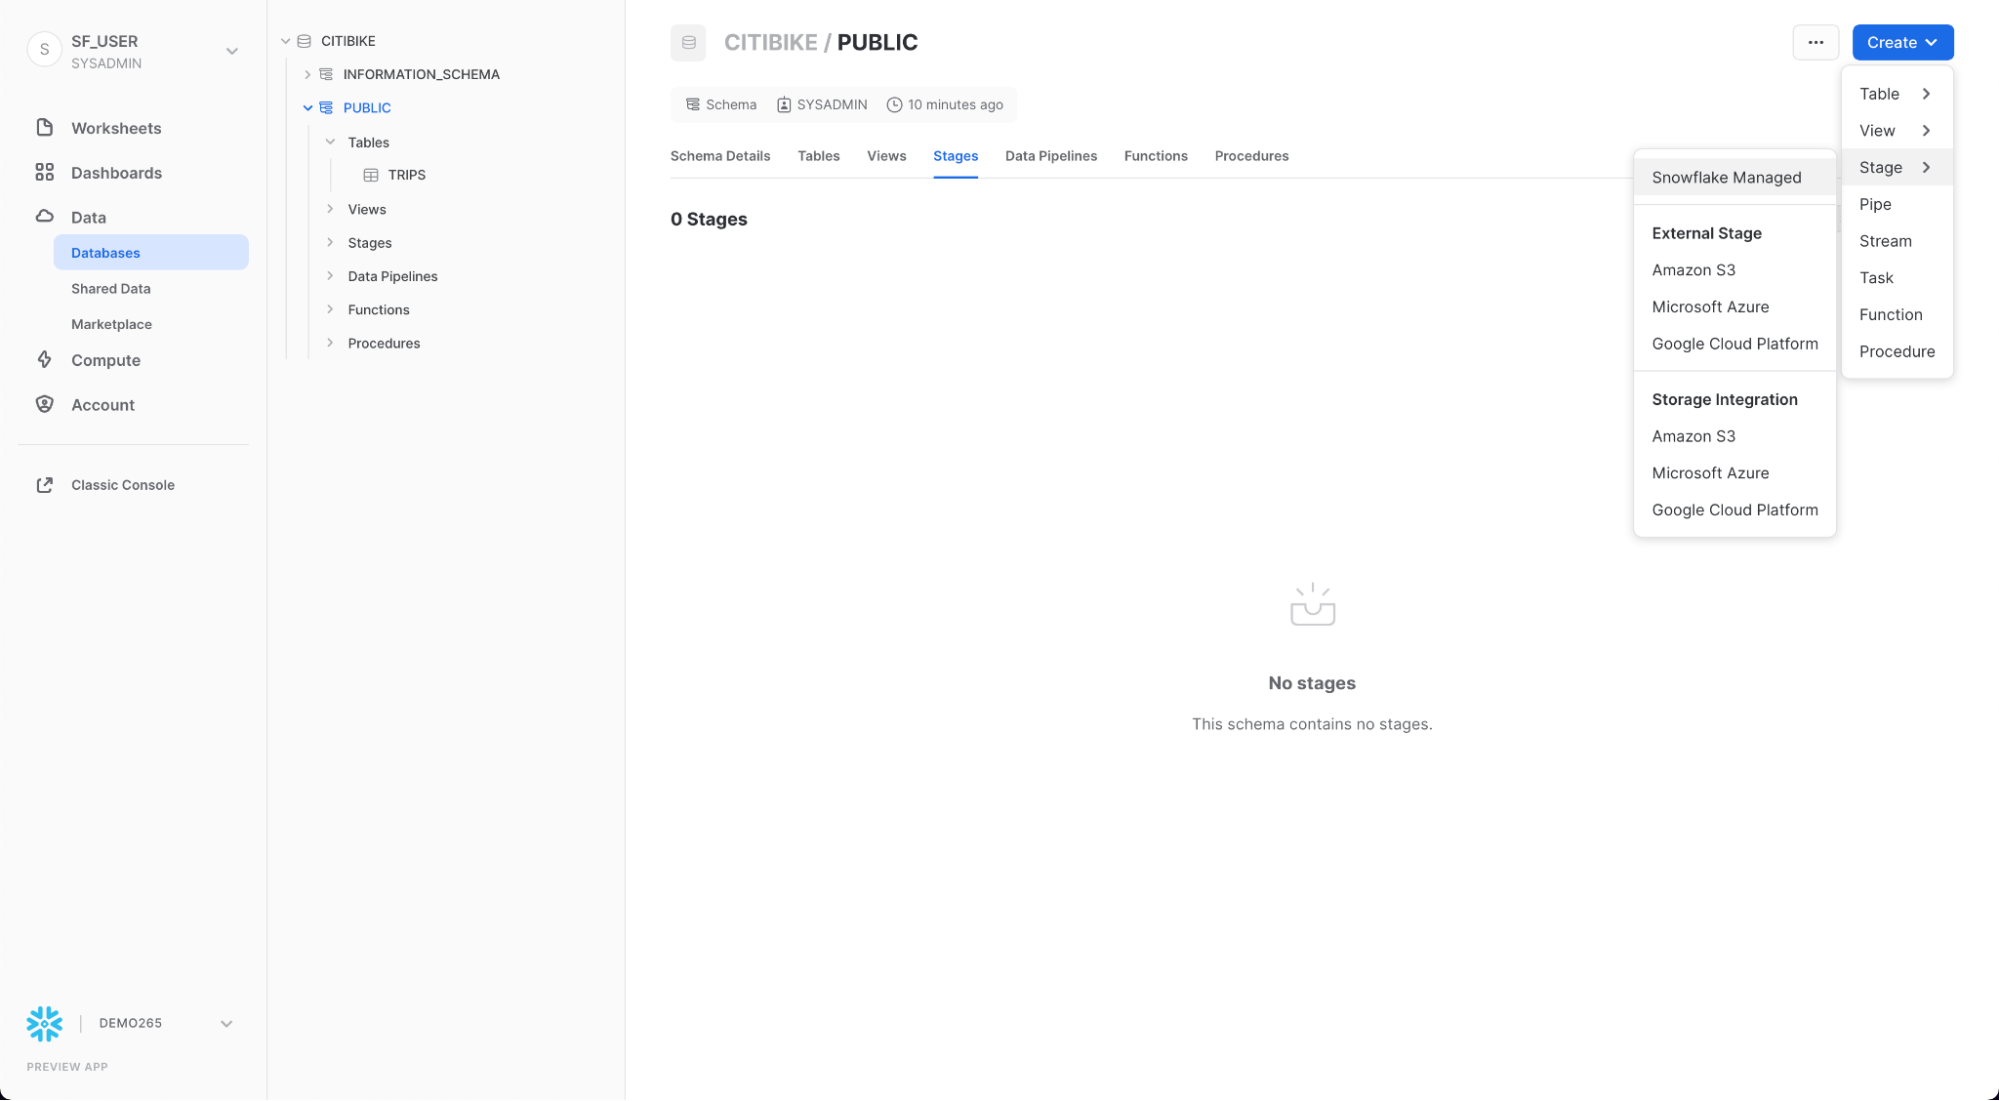 S
SF_USER
SYSADMIN
Worksheets
Dashboards
Data
Databases
Shared Data
Marketplace
Compute
Account
Classic Console
DEMO265
PREVIEW APP
CITIBIKE
INFORMATION_SCHEMA
PUBLIC
Tables
TRIPS
Views
Stages
Data Pipelines
Functions
Procedures
CITIBIKE / PUBLIC
Schema SYSADMIN 10 minutes ago
Schema Details Tables Views Stages Data Pipelines Functions Procedures
0 Stages
No stages
This schema contains no stages.
... Create
Table
View
Stage
Pipe
Stream
Task
Function
Procedure
Snowflake Managed
External Stage
Amazon S3
Microsoft Azure
Google Cloud Platform
Storage Integration
Amazon S3
Microsoft Azure
Google Cloud Platform